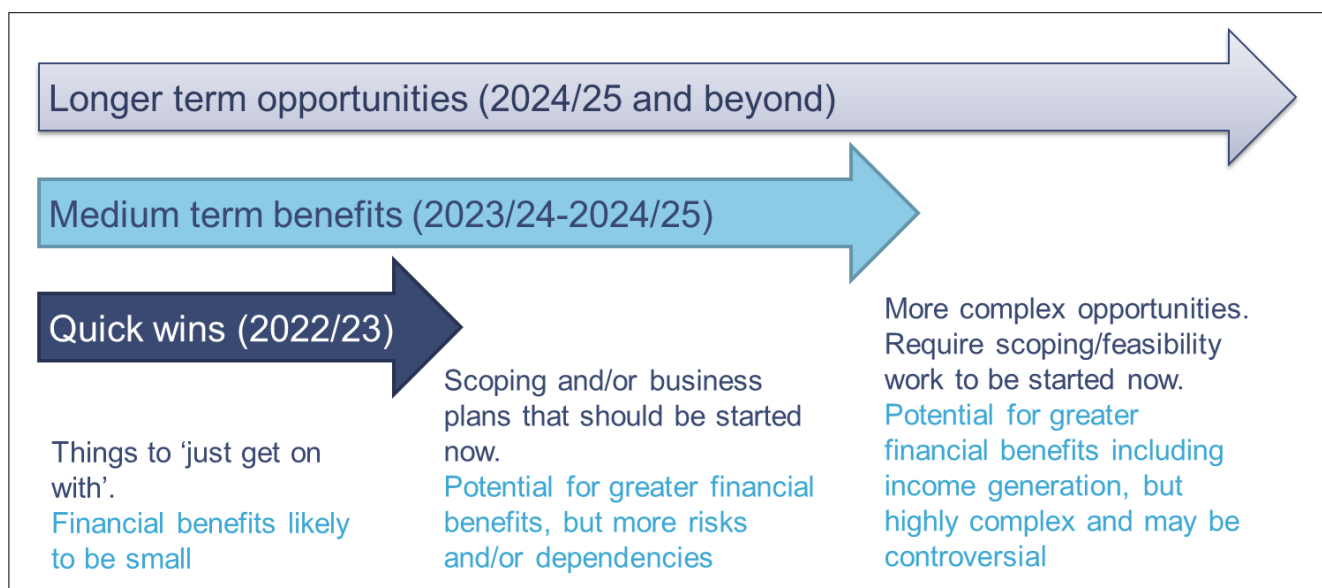 Longer term opportunities (2024/25 and beyond)
Medium term benefits (2023/24-2024/25)
Quick wins (2022/23)
Things to ‘just get on
with’.
Financial benefits likely
to be small
Scoping and/or business
plans that should be started
now.
Potential for greater financial
benefits, but more risks
and/or dependencies
More complex opportunities.
Require scoping/feasibility
work to be started now.
Potential for greater
financial benefits including
income generation, but
highly complex and may be
controversial